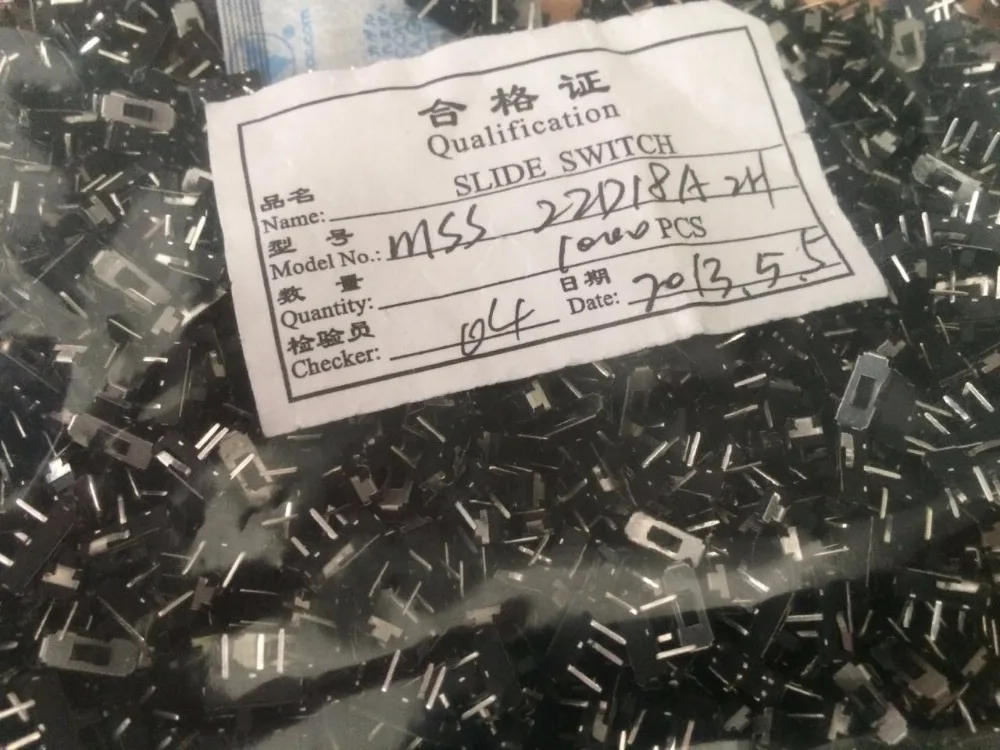 合格证
Qualification
品名
Name: SLIDE SWITCH
型号
Model No.: MSS 22D18A 2H
数量
Quantity: 1000 PCS
检验员 日期
Checker: 04 Date: 2013.5.5